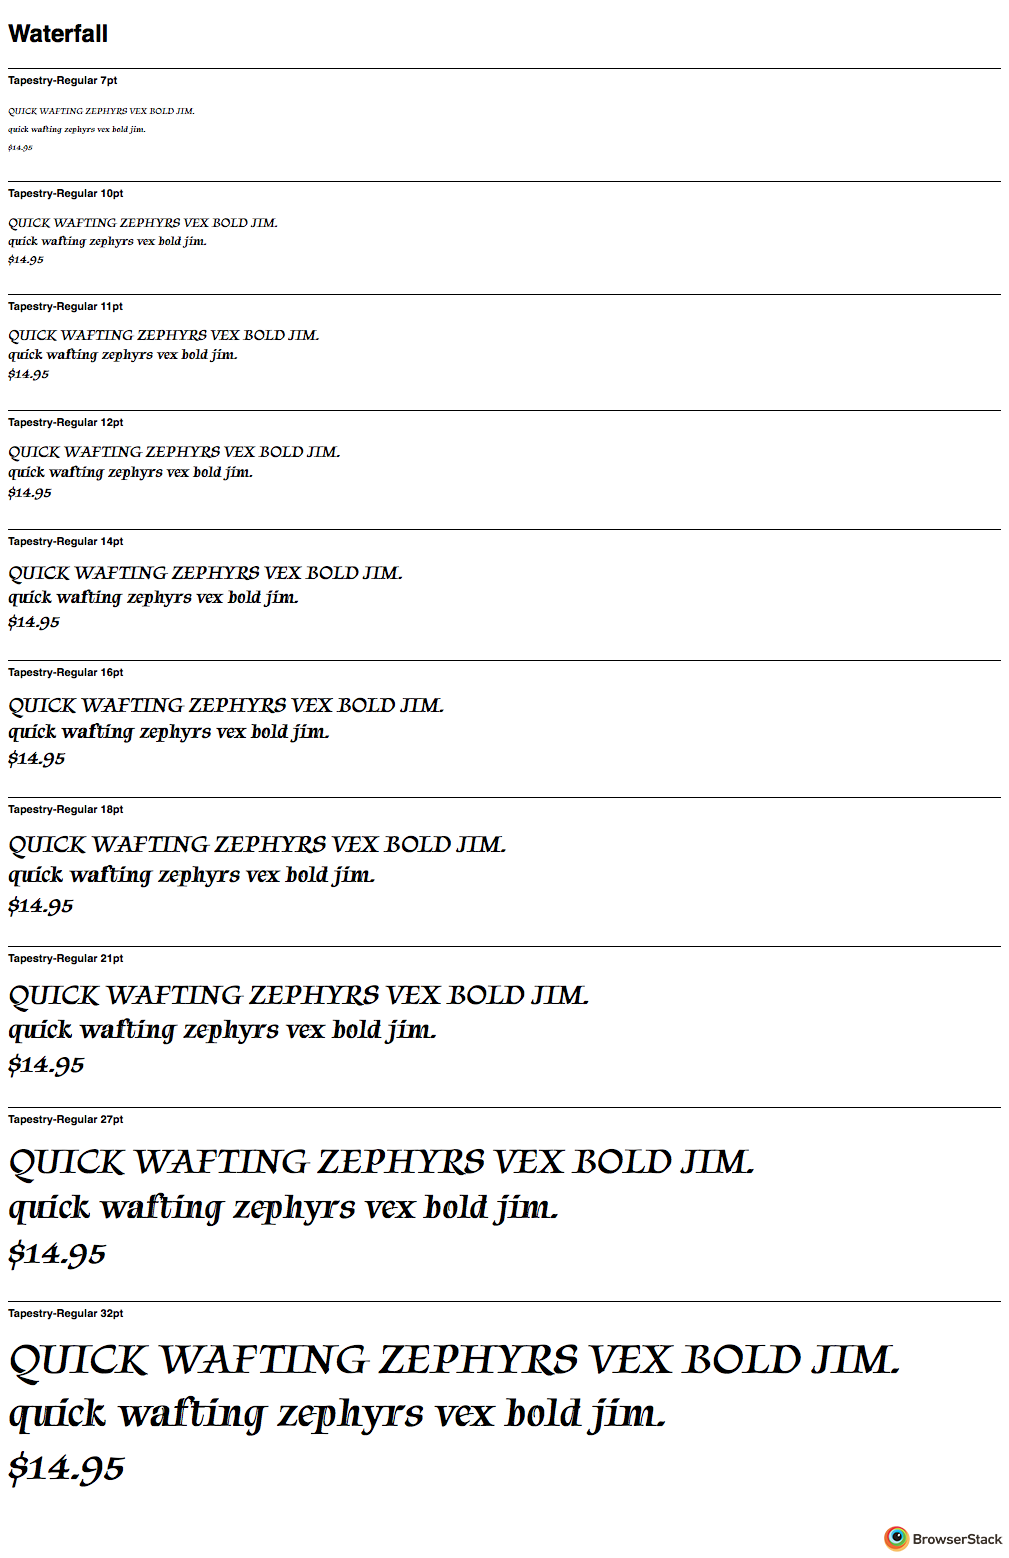 Waterfall
Tapestry-Regular 7pt
QUICK WAFTING ZEPHYRS VEX BOLD JIM.
quick wafting zephyrs vex bold jim.
$14.95
Tapestry-Regular 10pt
QUICK WAFTING ZEPHYRS VEX BOLD JIM.
quick wafting zephyrs vex bold jim.
$14.95
Tapestry-Regular 11pt
QUICK WAFTING ZEPHYRS VEX BOLD JIM.
quick wafting zephyrs vex bold jim.
$14.95
Tapestry-Regular 12pt
QUICK WAFTING ZEPHYRS VEX BOLD JIM.
quick wafting zephyrs vex bold jim.
$14.95
Tapestry-Regular 14pt
QUICK WAFTING ZEPHYRS VEX BOLD JIM.
quick wafting zephyrs vex bold jim.
$14.95
Tapestry-Regular 16pt
QUICK WAFTING ZEPHYRS VEX BOLD JIM.
quick wafting zephyrs vex bold jim.
$14.95
Tapestry-Regular 18pt
QUICK WAFTING ZEPHYRS VEX BOLD JIM.
quick wafting zephyrs vex bold jim.
$14.95
Tapestry-Regular 21pt
QUICK WAFTING ZEPHYRS VEX BOLD JIM.
quick wafting zephyrs vex bold jim.
$14.95
Tapestry-Regular 27pt
QUICK WAFTING ZEPHYRS VEX BOLD JIM.
quick wafting zephyrs vex bold jim.
$14.95
Tapestry-Regular 32pt
QUICK WAFTING ZEPHYRS VEX BOLD JIM.
quick wafting zephyrs vex bold jim.
$14.95
BrowserStack